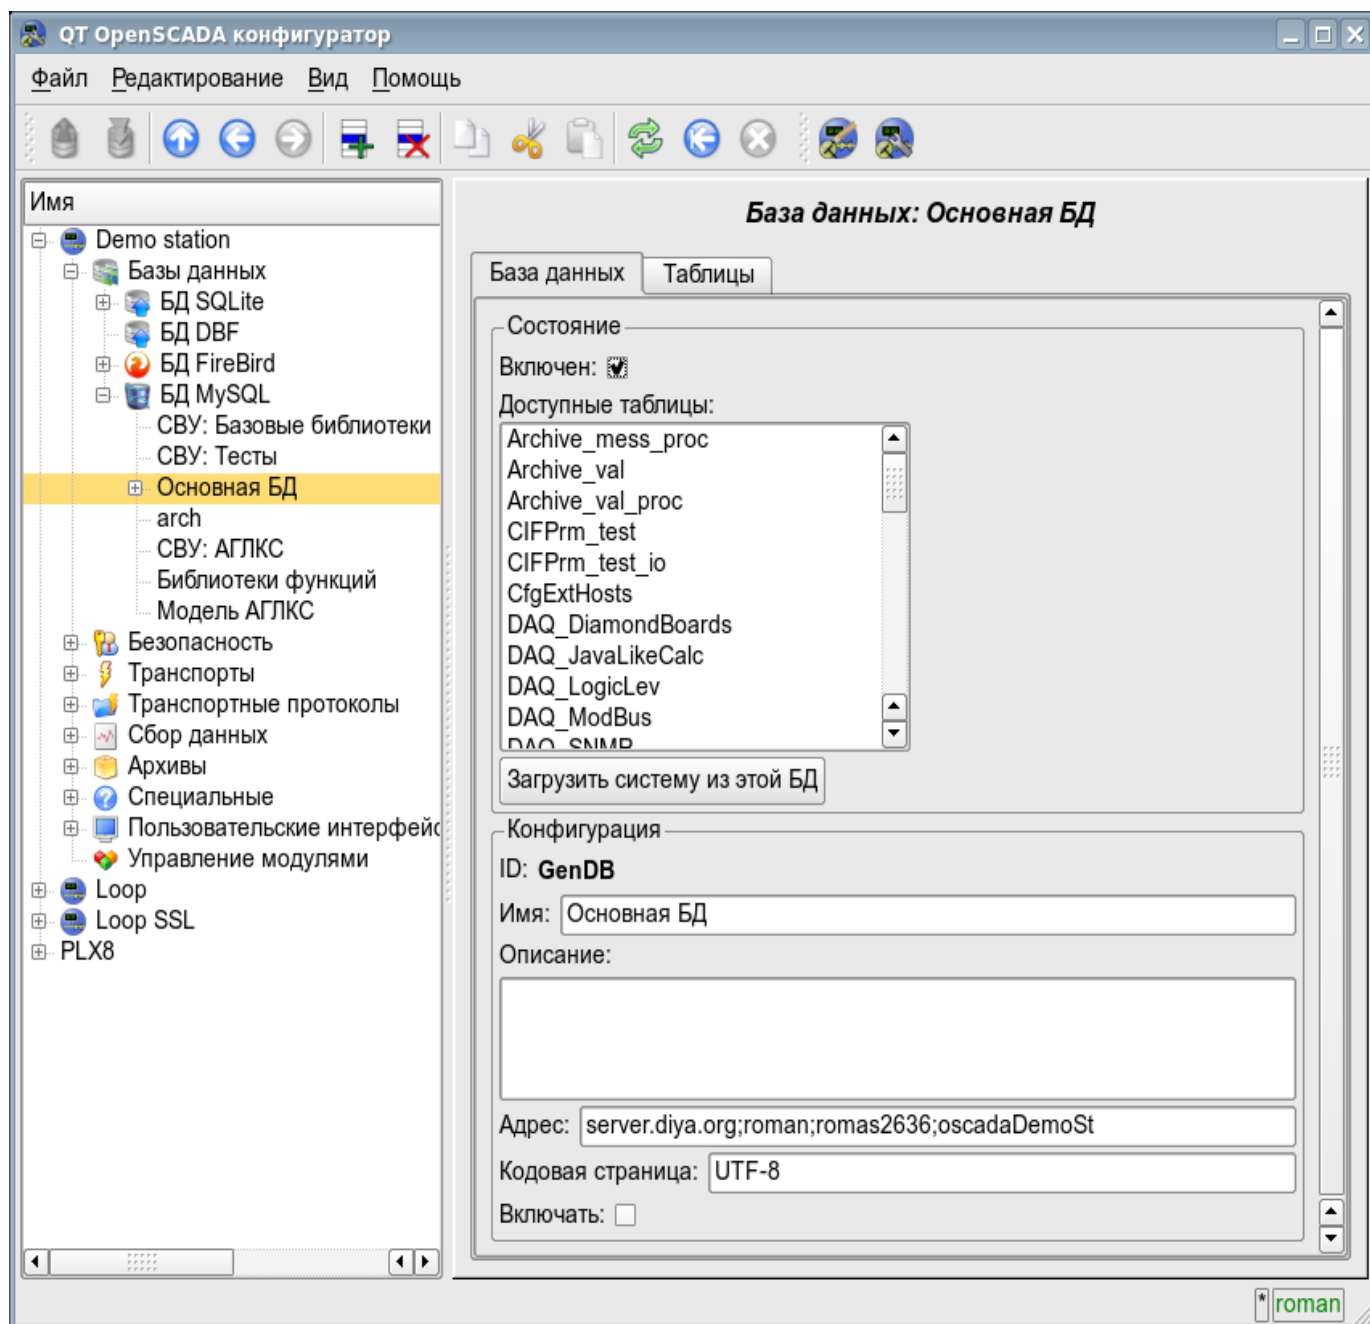 QT OpenSCADA конфигуратор
Файл Редактирование Вид Помощь
Имя
Demo station
Базы данных
БД SQLite
БД DBF
БД FireBird
БД MySQL
СВУ: Базовые библиотеки
СВУ: Тесты
Основная БД
arch
СВУ: АГЛКС
Библиотеки функций
Модель АГЛКС
Безопасность
Транспорты
Транспортные протоколы
Сбор данных
Архивы
Специальные
Пользовательские интерфейс
Управление модулями
Loop
Loop SSL
PLX8
База данных: Основная БД
База данных Таблицы
Состояние
Включен:
Доступные таблицы:
Archive_mess_proc
Archive_val
Archive_val_proc
CIFPrm_test
CIFPrm_test_io
CfgExtHosts
DAQ_DiamondBoards
DAQ_JavaLikeCalc
DAQ_LogicLev
DAQ_ModBus
DAQ_SNMP
Загрузить систему из этой БД
Конфигурация
ID: GenDB
Имя: Основная БД
Описание:
Адрес: server.diya.org;roman;romas2636;oscadaDemoSt
Кодовая страница: UTF-8
Включать:
* roman